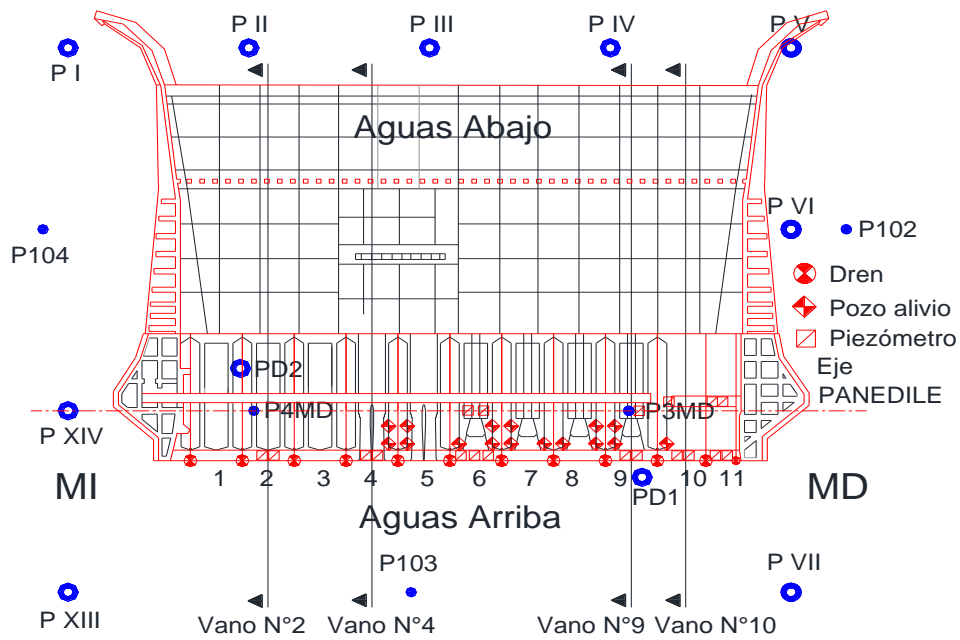 P II
P III
P IV
P V
P I
Aguas Abajo
P VI
P104
P102
Dren
Pozo alivio
Piezómetro
Eje
PANEDILE
PD2
P4MD
P3MD
P XIV
1 2 3 4 5 6 7 8 9 10 11
MI
PD1
MD
Aguas Arriba
P103
P VII
P XIII
Vano N°2
Vano N°4
Vano N°9
Vano N°10